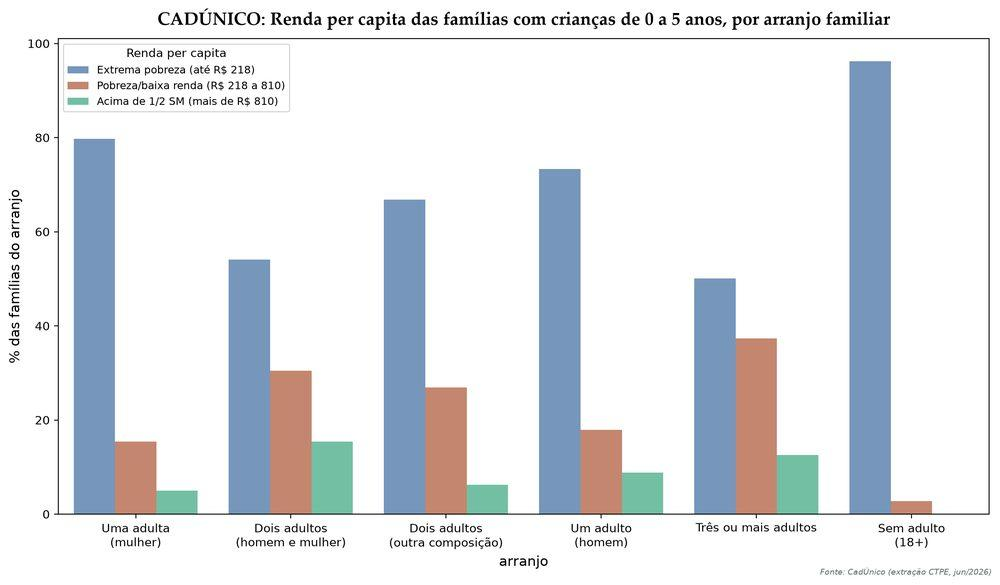 CADÚNICO: Renda per capita das famílias com crianças de 0 a 5 anos, por arranjo familiar
Renda per capita
Extrema pobreza (até R$ 218)
Pobreza/baixa renda (R$ 218 a 810)
Acima de 1/2 SM (mais de R$ 810)
% das famílias do arranjo
100
80
60
40
20
0
Uma adulta
(mulher)
Dois adultos
(homem e mulher)
Dois adultos
(outra composição)
Um adulto
(homem)
Três ou mais adultos
Sem adulto
(18+)
arranjo
Fonte: CadÚnico (extração CTPE, jun/2026)